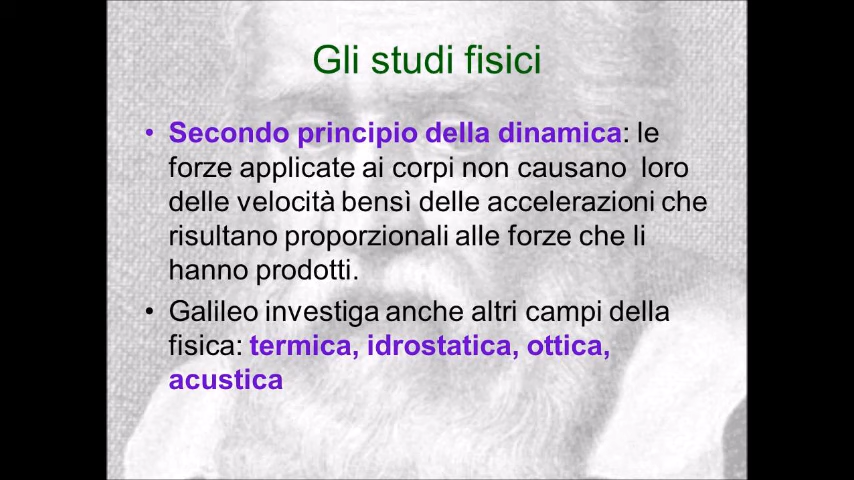 Gli studi fisici
• Secondo principio della dinamica: le
forze applicate ai corpi non causano  loro
delle velocità bensì delle accelerazioni che
risultano proporzionali alle forze che li
hanno prodotti.
• Galileo investiga anche altri campi della
fisica: termica, idrostatica, ottica,
acustica